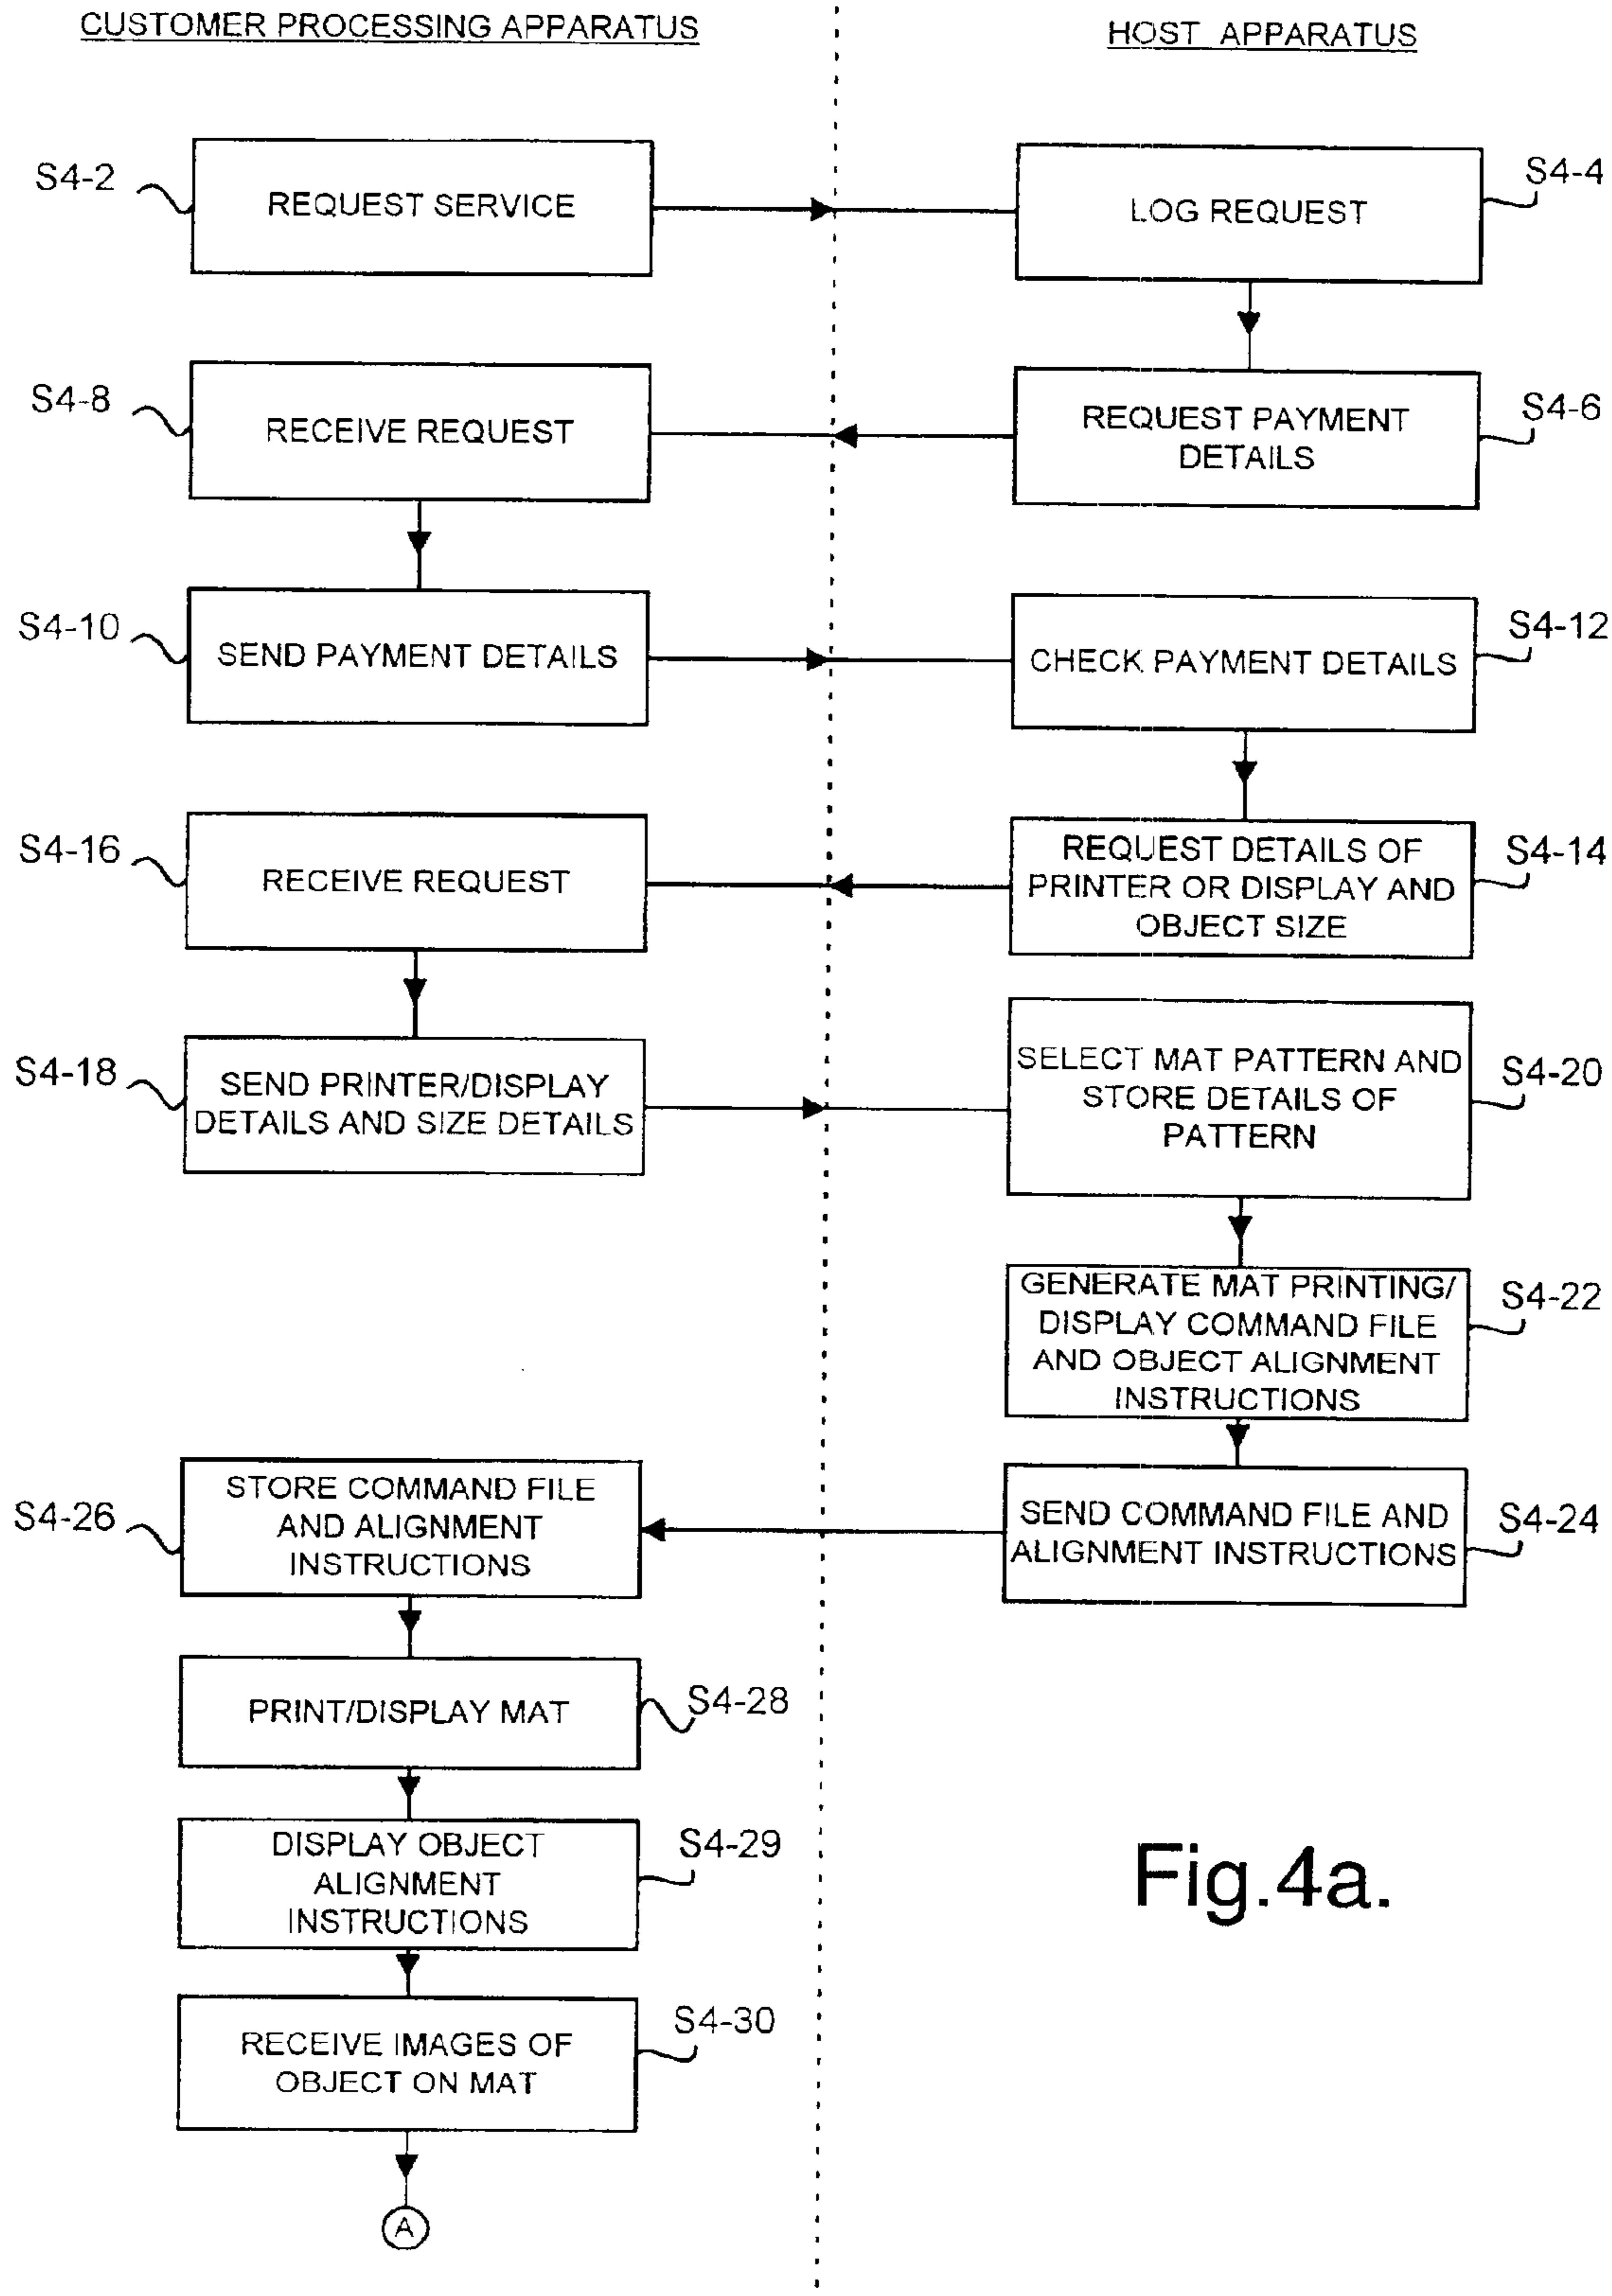 CUSTOMER PROCESSING APPARATUS
HOST APPARATUS
S4-2
REQUEST SERVICE
LOG REQUEST
S4-4
S4-8
RECEIVE REQUEST
REQUEST PAYMENT
DETAILS
S4-6
S4-10
SEND PAYMENT DETAILS
CHECK PAYMENT DETAILS
S4-12
S4-16
RECEIVE REQUEST
REQUEST DETAILS OF
PRINTER OR DISPLAY AND
OBJECT SIZE
S4-14
S4-18
SEND PRINTER/DISPLAY
DETAILS AND SIZE DETAILS
SELECT MAT PATTERN AND
STORE DETAILS OF
PATTERN
S4-20
GENERATE MAT PRINTING/
DISPLAY COMMAND FILE
AND OBJECT ALIGNMENT
INSTRUCTIONS
S4-22
S4-26
STORE COMMAND FILE
AND ALIGNMENT
INSTRUCTIONS
SEND COMMAND FILE AND
ALIGNMENT INSTRUCTIONS
S4-24
PRINT/DISPLAY MAT
S4-28
DISPLAY OBJECT
ALIGNMENT
INSTRUCTIONS
S4-29
RECEIVE IMAGES OF
OBJECT ON MAT
S4-30
A
Fig.4a.